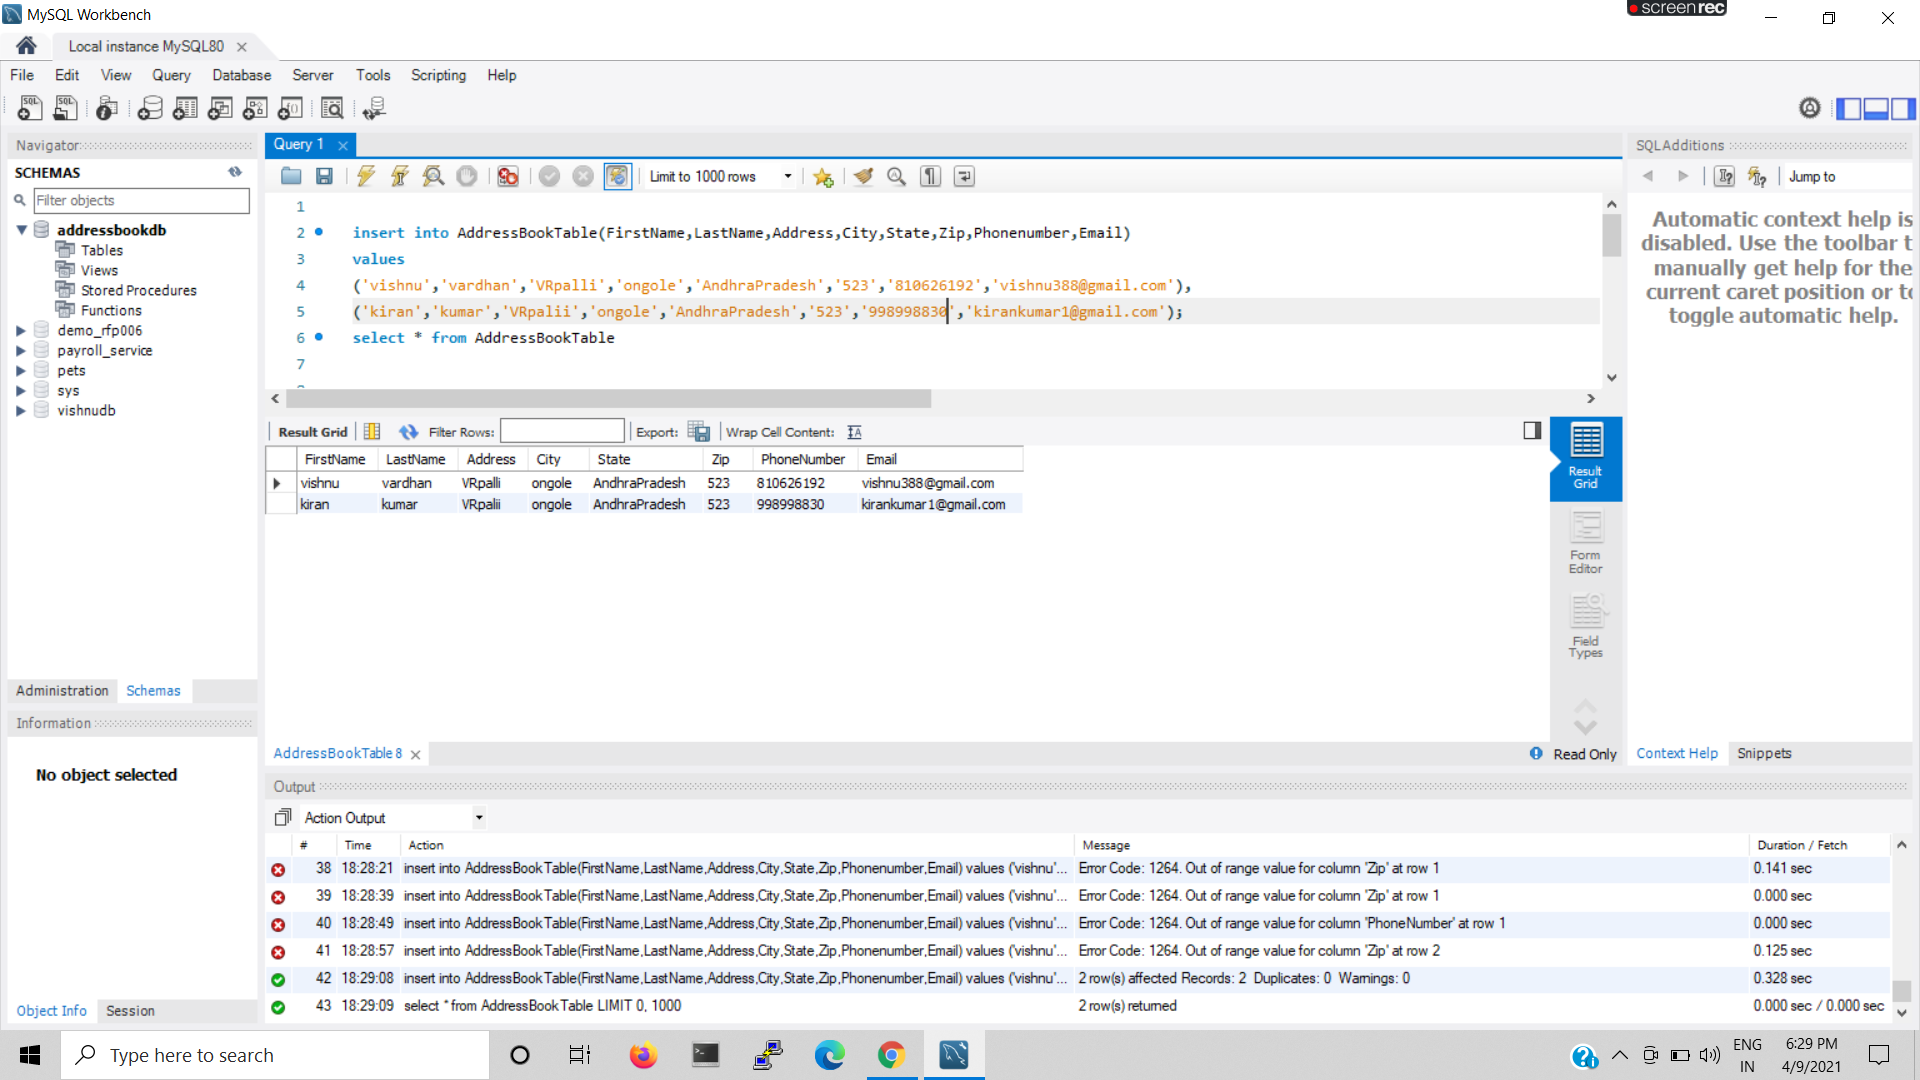 MySQL Workbench
screenrec
Local instance MySQL80
File Edit View Query Database Server Tools Scripting Help
Navigator
SCHEMAS
Filter objects
addressbookdb
Tables
Views
Stored Procedures
Functions
demo_rfp006
payroll_service
pets
sys
vishnudb
Administration Schemas
Information
No object selected
Object Info Session
Query 1
Limit to 1000 rows
1
2 insert into AddressBookTable(FirstName,LastName,Address,City,State,Zip,Phonenumber,Email)
3 values
4 ('vishnu','vardhan','VRpalli','ongole','AndhraPradesh','523','810626192','vishnu388@gmail.com'),
5 ('kiran','kumar','VRpalii','ongole','AndhraPradesh','523','998998830','kirankumar1@gmail.com');
6 select * from AddressBookTable
7
Result Grid Filter Rows: Export: Wrap Cell Content:
FirstName LastName Address City State Zip PhoneNumber Email
vishnu vardhan VRpalli ongole AndhraPradesh 523 810626192 vishnu388@gmail.com
kiran kumar VRpalii ongole AndhraPradesh 523 998998830 kirankumar1@gmail.com
Result
Grid
Form
Editor
Field
Types
AddressBookTable 8
Read Only
SQLAdditions
Jump to
Automatic context help is
disabled. Use the toolbar t
manually get help for the
current caret position or to
toggle automatic help.
Context Help Snippets
Output
Action Output
# Time Action Message Duration / Fetch
38 18:28:21 insert into AddressBookTable(FirstName,LastName,Address,City,State,Zip,Phonenumber,Email) values ('vishnu'... Error Code: 1264. Out of range value for column 'Zip' at row 1 0.141 sec
39 18:28:39 insert into AddressBookTable(FirstName,LastName,Address,City,State,Zip,Phonenumber,Email) values ('vishnu'... Error Code: 1264. Out of range value for column 'Zip' at row 1 0.000 sec
40 18:28:49 insert into AddressBookTable(FirstName,LastName,Address,City,State,Zip,Phonenumber,Email) values ('vishnu'... Error Code: 1264. Out of range value for column 'PhoneNumber' at row 1 0.000 sec
41 18:28:57 insert into AddressBookTable(FirstName,LastName,Address,City,State,Zip,Phonenumber,Email) values ('vishnu'... Error Code: 1264. Out of range value for column 'Zip' at row 2 0.125 sec
42 18:29:08 insert into AddressBookTable(FirstName,LastName,Address,City,State,Zip,Phonenumber,Email) values ('vishnu'... 2 row(s) affected Records: 2 Duplicates: 0 Warnings: 0 0.328 sec
43 18:29:09 select * from AddressBookTable LIMIT 0, 1000 2 row(s) returned 0.000 sec / 0.000 sec
Type here to search
ENG
IN
6:29 PM
4/9/2021